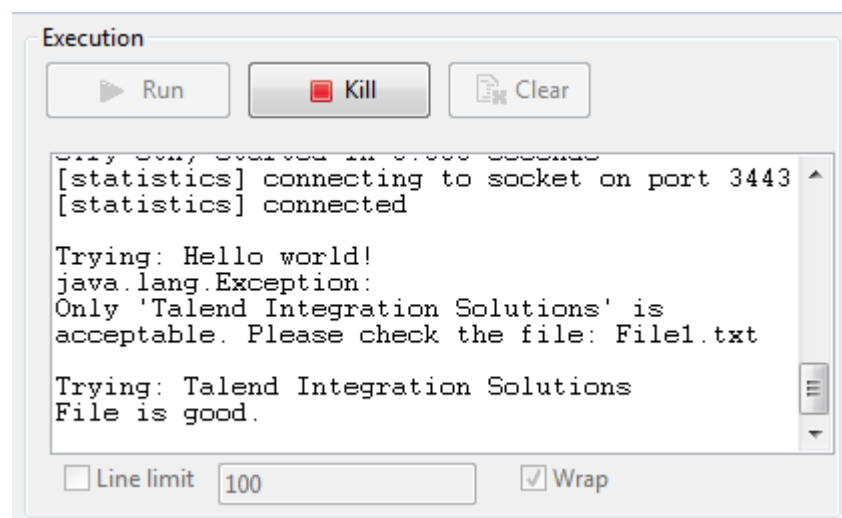 Execution
Run Kill Clear
[statistics] connecting to socket on port 3443
[statistics] connected
Trying: Hello world!
java.lang.Exception:
Only 'Talend Integration Solutions' is
acceptable. Please check the file: File1.txt
Trying: Talend Integration Solutions
File is good.
Line limit 100 Wrap